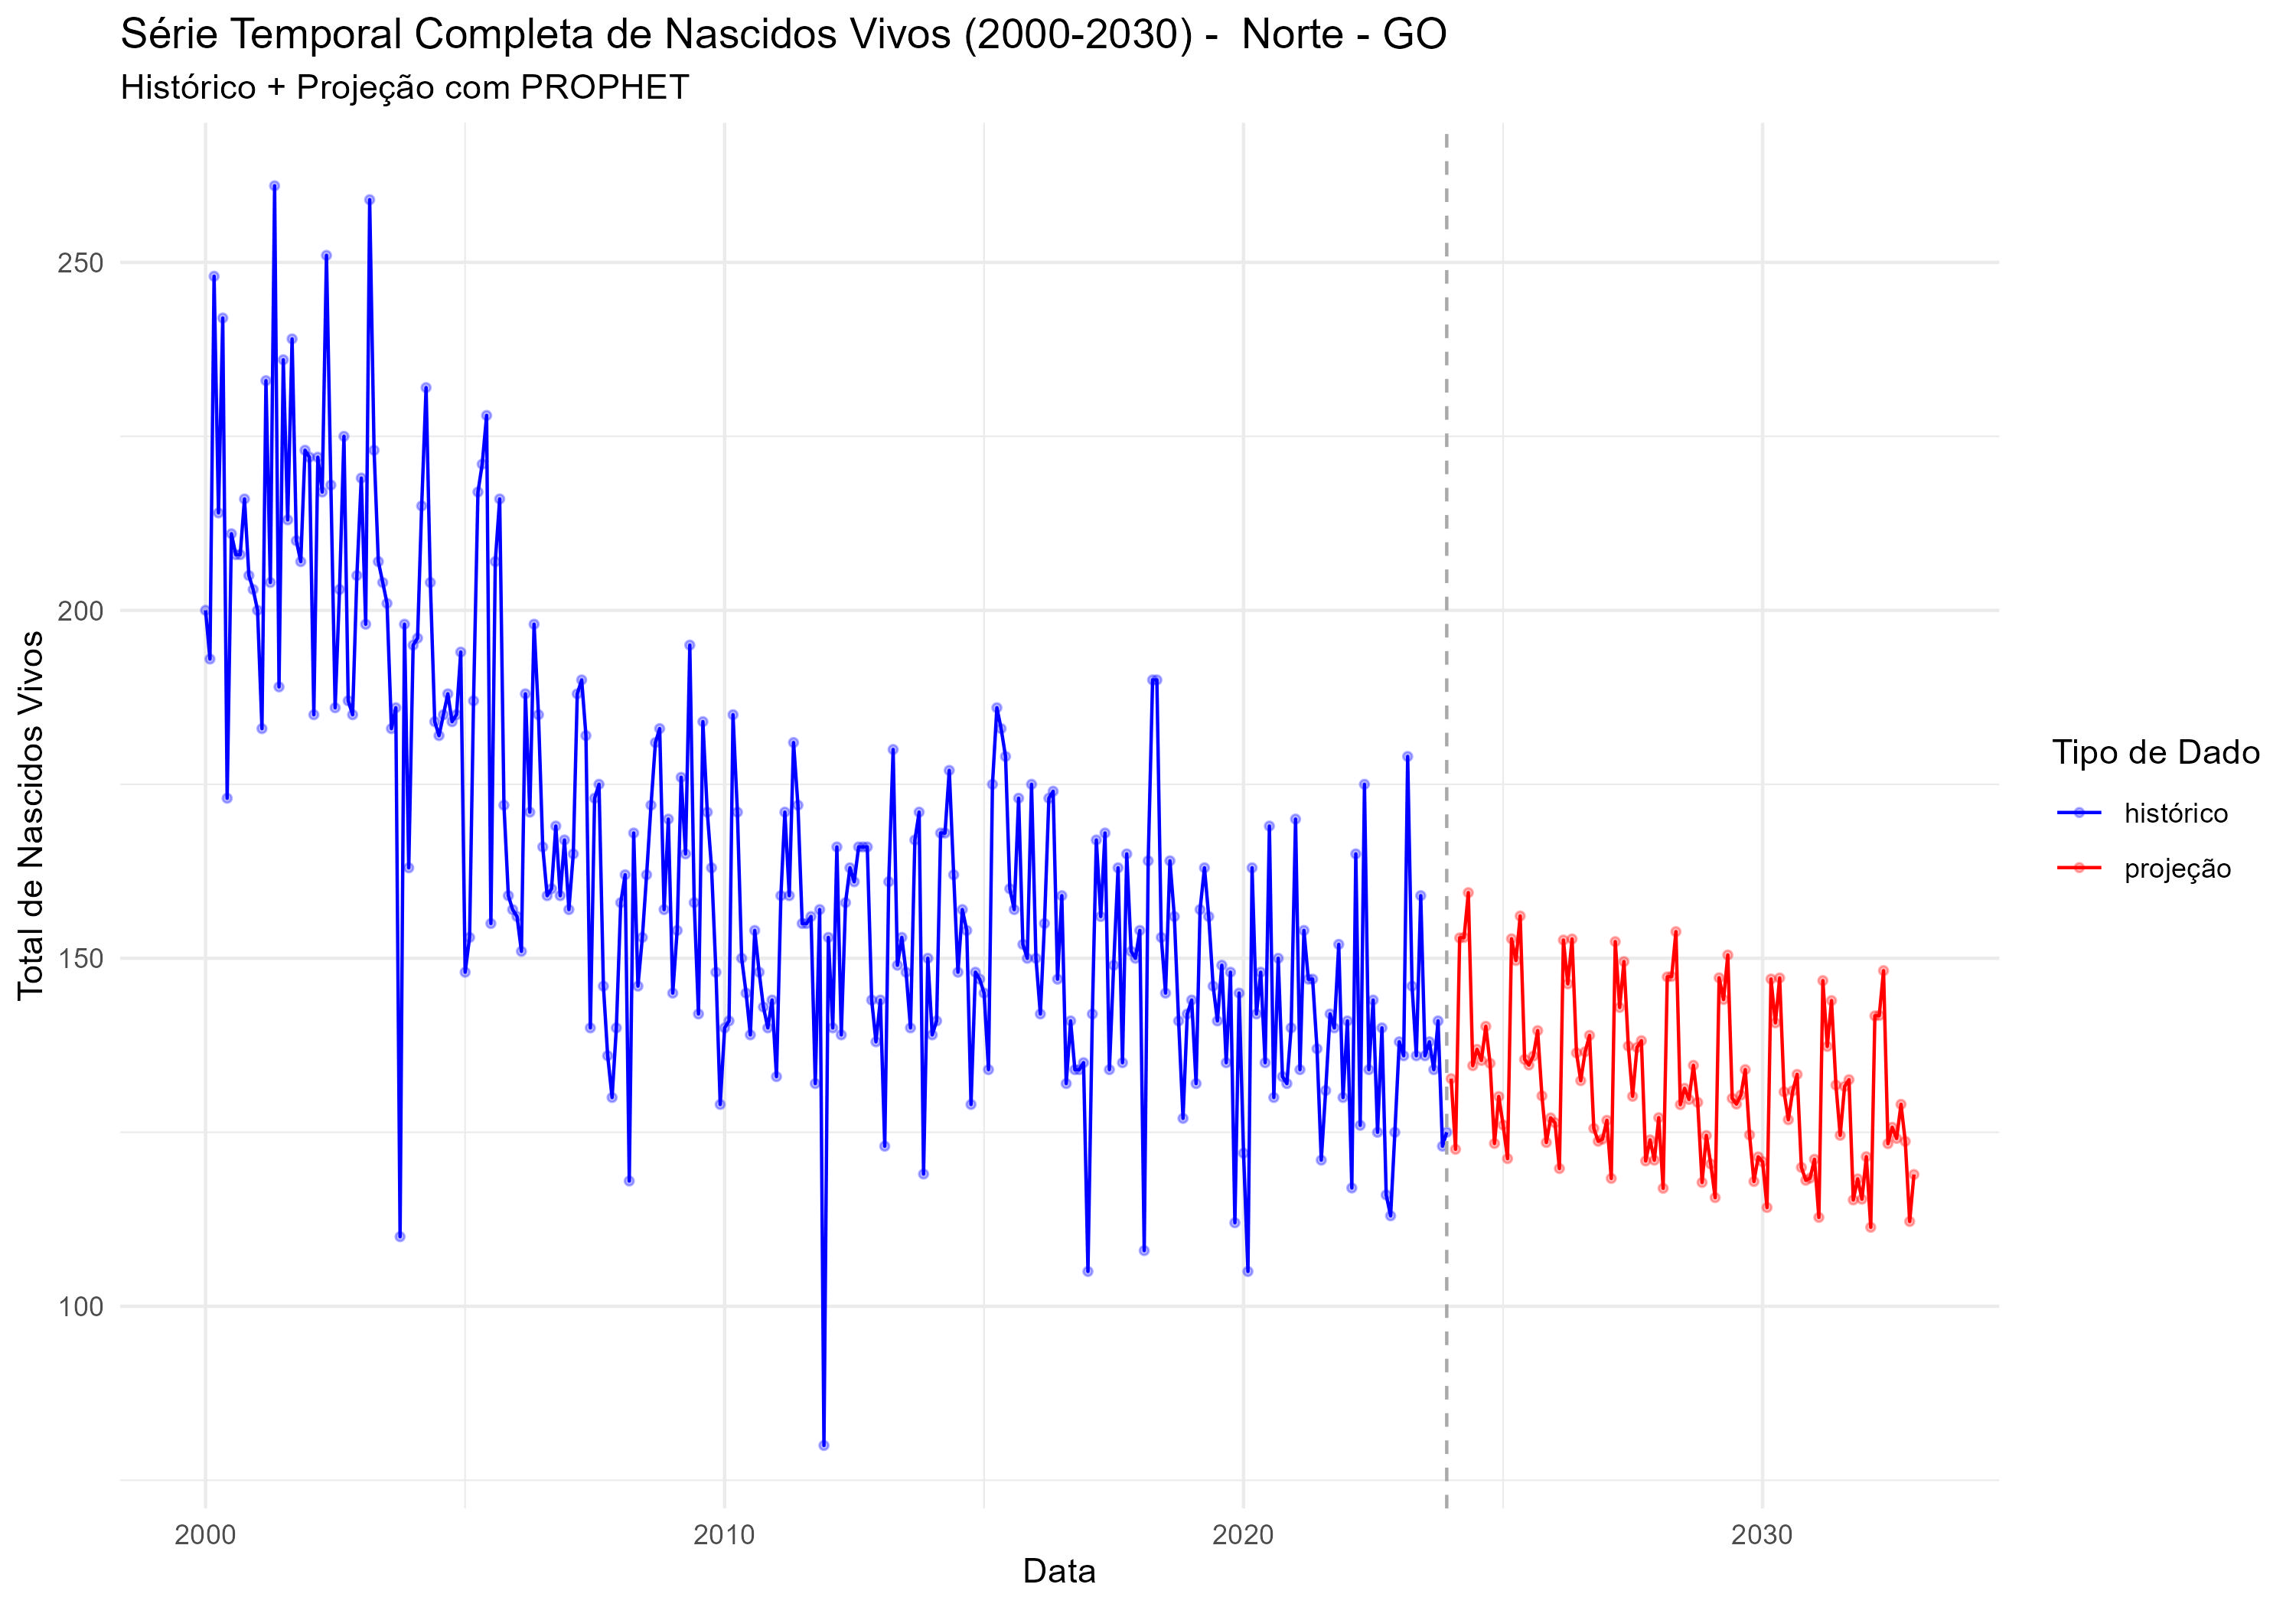 Série Temporal Completa de Nascidos Vivos (2000-2030) -  Norte - GO
Histórico + Projeção com PROPHET
Total de Nascidos Vivos
250
200
150
100
2000
2010
2020
2030
Data
Tipo de Dado
histórico
projeção